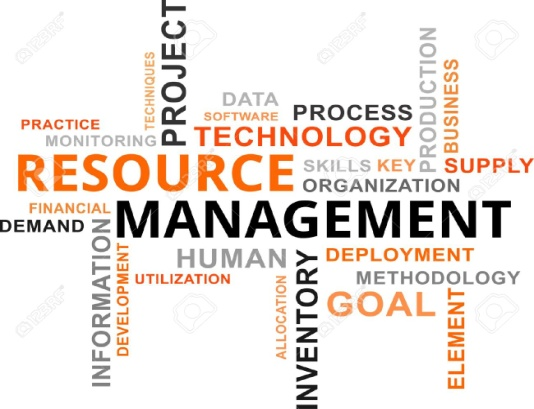 PROJECT
TECHNIQUES
DATA
SOFTWARE
PROCESS
PRODUCTION
BUSINESS
PRACTICE
MONITORING
TECHNOLOGY
RESOURCE
SKILLS
KEY
SUPPLY
ORGANIZATION
FINANCIAL
DEMAND
MANAGEMENT
INFORMATION
DEVELOPMENT
HUMAN
UTILIZATION
ALLOCATION
INVENTORY
DEPLOYMENT
METHODOLOGY
GOAL
ELEMENT